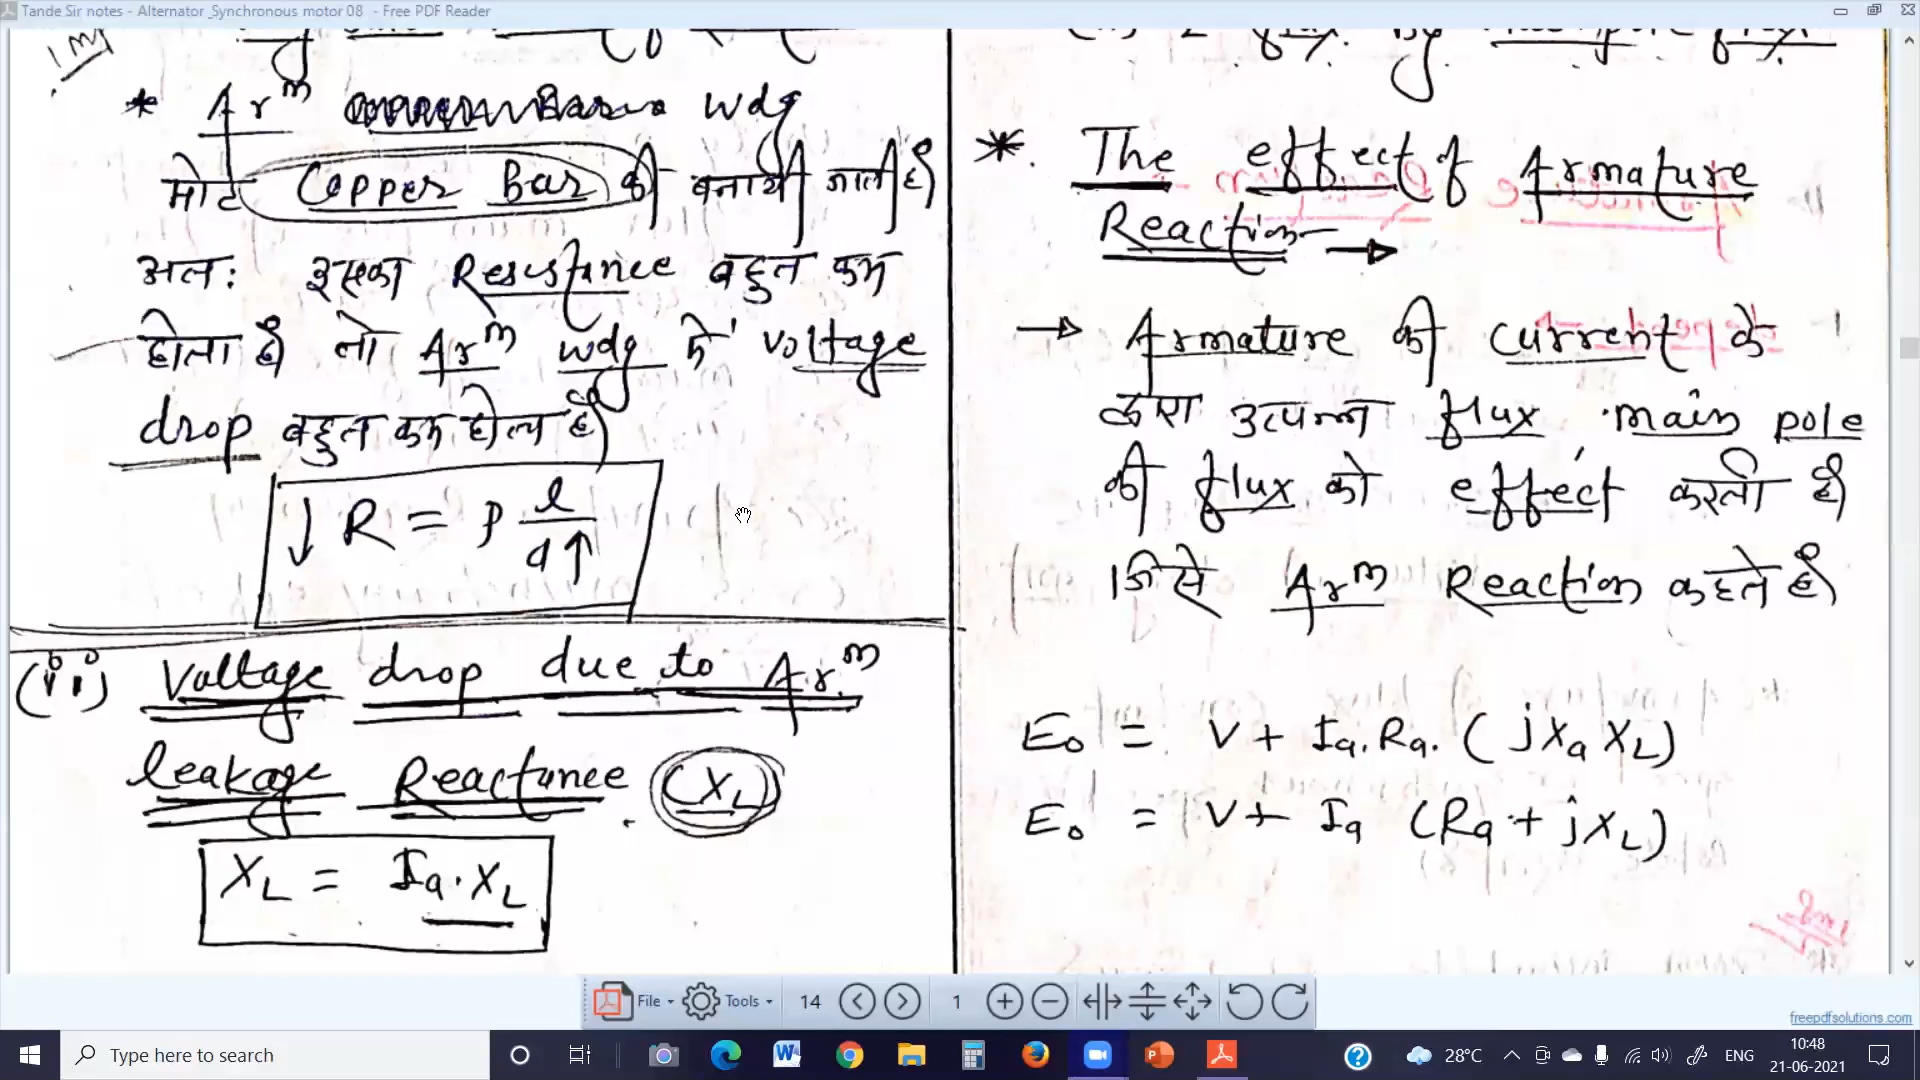 Tande Sir notes - Alternator _Synchronous motor 08 - Free PDF Reader
1m
* Arm Bars wdg
मोटे Copper Bar की बनायी जाती है
अतः इसका Resistance बहुत कम
होता है तो Arm wdg में voltage
drop बहुत कम होता है
↓ R = ρ l / a↑
(ii) Voltage drop due to Arm
leakage Reactance (XL)
XL = Ia. XL
*. The effect of Armature
Reaction →
→ Armature की current के
द्वारा उत्पन्न flux main pole
की flux को effect करती है
जिसे Arm Reaction कहते है
E0 = V + Ia. Ra. ( jXa XL)
E0 = V + Ia (Ra + jXL)
File Tools 14 1
freepdfsolutions.com
Type here to search
28°C ENG
10:48
21-06-2021